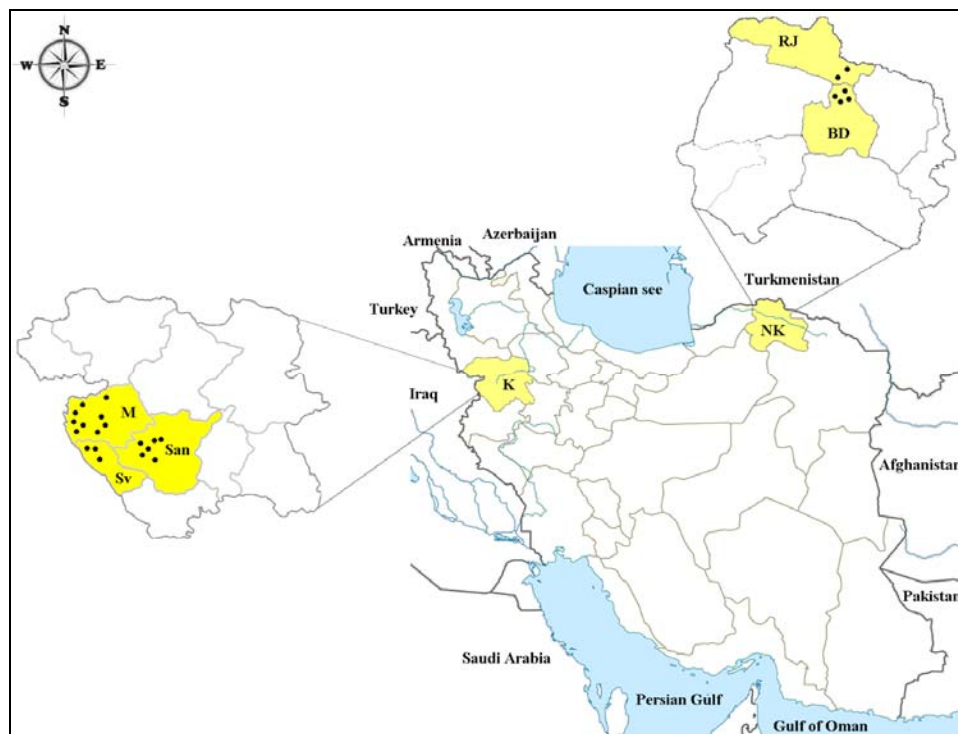 N
W E
S
RJ
BD
Armenia
Azerbaijan
Turkey
Caspian see
Turkmenistan
NK
K
Iraq
M
San
Sv
Afghanistan
Pakistan
Saudi Arabia
Persian Gulf
Gulf of Oman